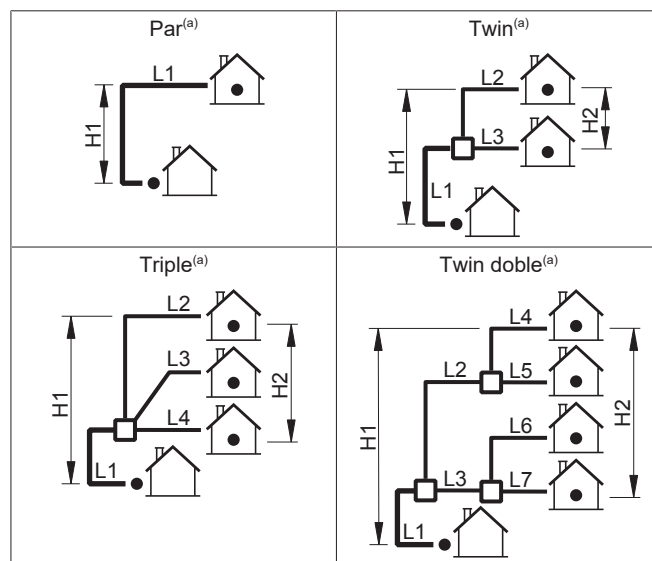 Par(a)
L1
H1
Twin(a)
L2
L3
H1
H2
L1
Triple(a)
L2
L3
L4
H1
H2
L1
Twin doble(a)
L4
L2
L5
L6
L3
L7
H1
H2
L1